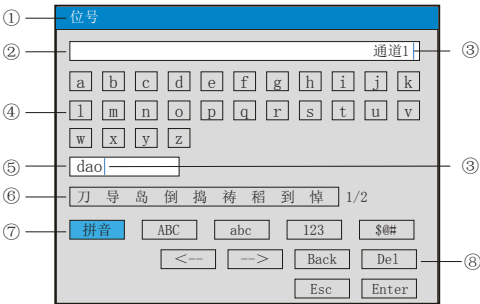 ① 位号
② 通道1 ③
a b c d e f g h i j k
④ l m n o p q r s t u v
w x y z
⑤ dao ③
⑥ 刀 导 岛 倒 捣 祷 稻 到 悼 1/2
⑦ 拼音 ABC abc 123 $@#
<-- --> Back Del ⑧
Esc Enter